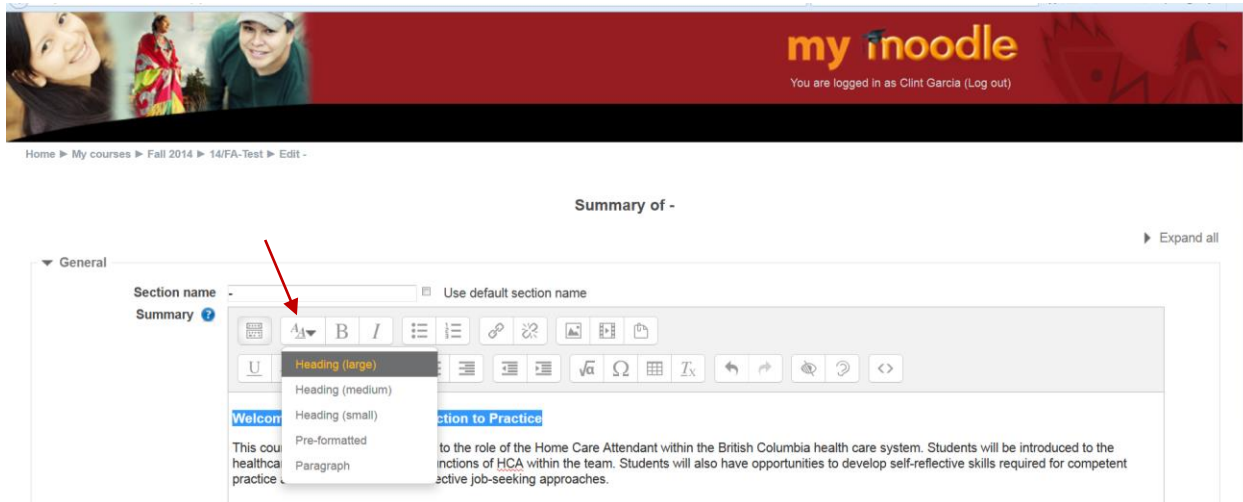 my moodle
You are logged in as Clint Garcia (Log out)
Home ► My courses ► Fall 2014 ► 14/FA-Test ► Edit -
Summary of -
► Expand all
▼ General
Section name - Use default section name
Summary ?
B I
U Heading (large) √α Ω Tx <>
Heading (medium)
Heading (small)
Pre-formatted
Paragraph
Welcom ction to Practice
This cou to the role of the Home Care Attendant within the British Columbia health care system. Students will be introduced to the
healthca nctions of HCA within the team. Students will also have opportunities to develop self-reflective skills required for competent
practice ective job-seeking approaches.